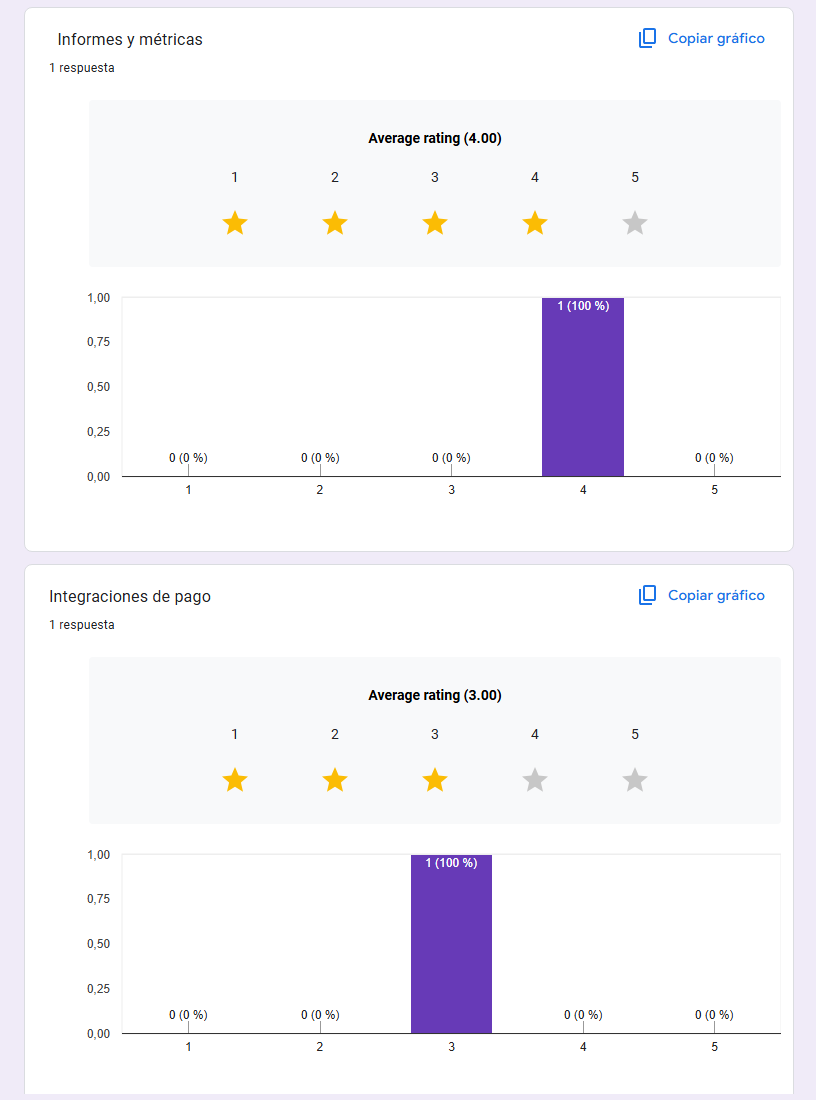 Informes y métricas
Copiar gráfico
1 respuesta
Average rating (4.00)
1 2 3 4 5
1,00
0,75
0,50
0,25
0,00
0 (0 %) 0 (0 %) 0 (0 %) 1 (100 %) 0 (0 %)
1 2 3 4 5
Integraciones de pago
Copiar gráfico
1 respuesta
Average rating (3.00)
1 2 3 4 5
1,00
0,75
0,50
0,25
0,00
0 (0 %) 0 (0 %) 1 (100 %) 0 (0 %) 0 (0 %)
1 2 3 4 5